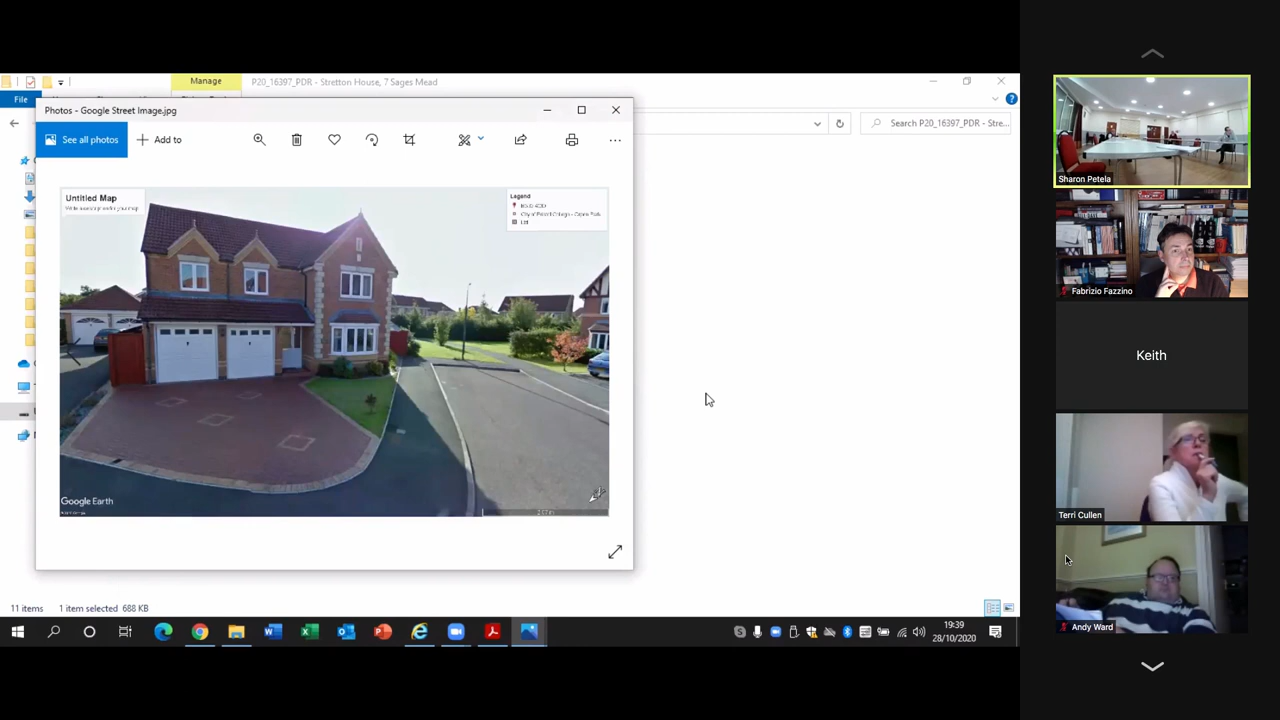 Manage
P20_16397_PDR - Stretton House, 7 Sages Mead
File
Photos - Google Street Image.jpg
Search P20_16397_PDR - Stre...
See all photos
Add to
Untitled Map
Legend
Google Earth
11 items
1 item selected 688 KB
19:39
28/10/2020
Sharon Petela
Fabrizio Fazzino
Keith
Terri Cullen
Andy Ward